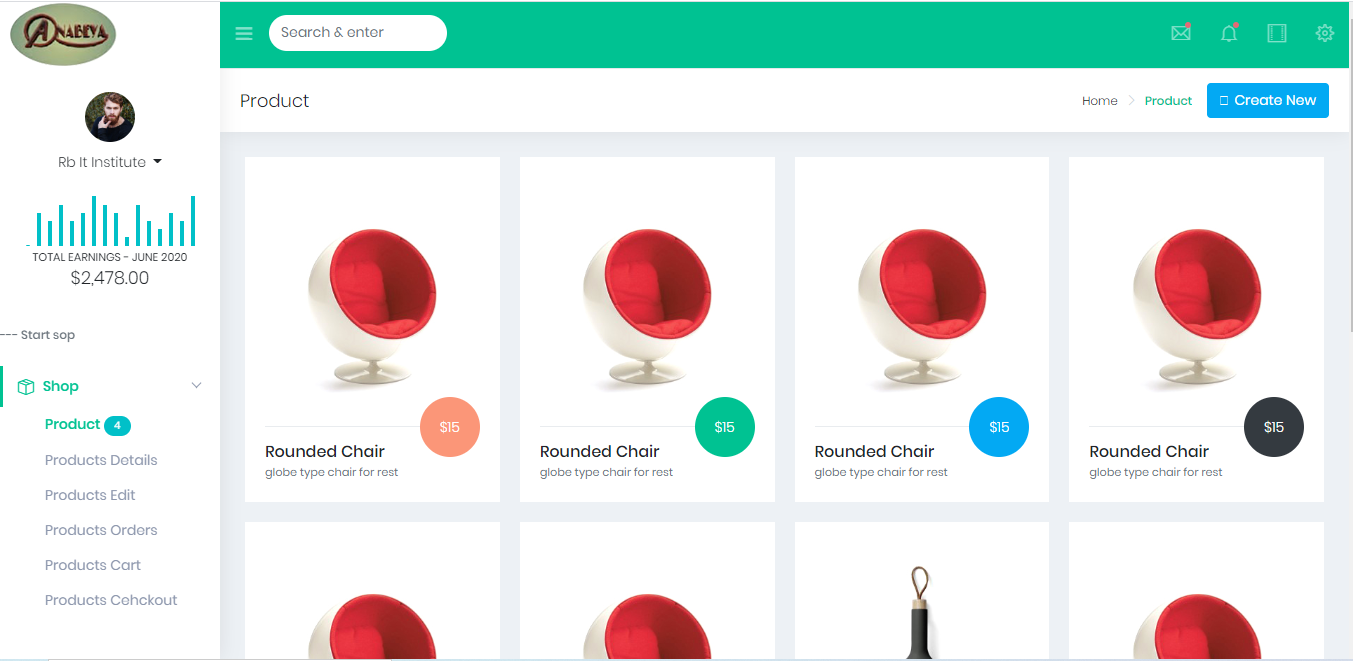 ANABEYA
Search & enter
Product
Home
Product
Create New
Rb It Institute
TOTAL EARNINGS - JUNE 2020
$2,478.00
--- Start sop
Shop
Product 4
Products Details
Products Edit
Products Orders
Products Cart
Products Cehckout
$15
Rounded Chair
globe type chair for rest
$15
Rounded Chair
globe type chair for rest
$15
Rounded Chair
globe type chair for rest
$15
Rounded Chair
globe type chair for rest